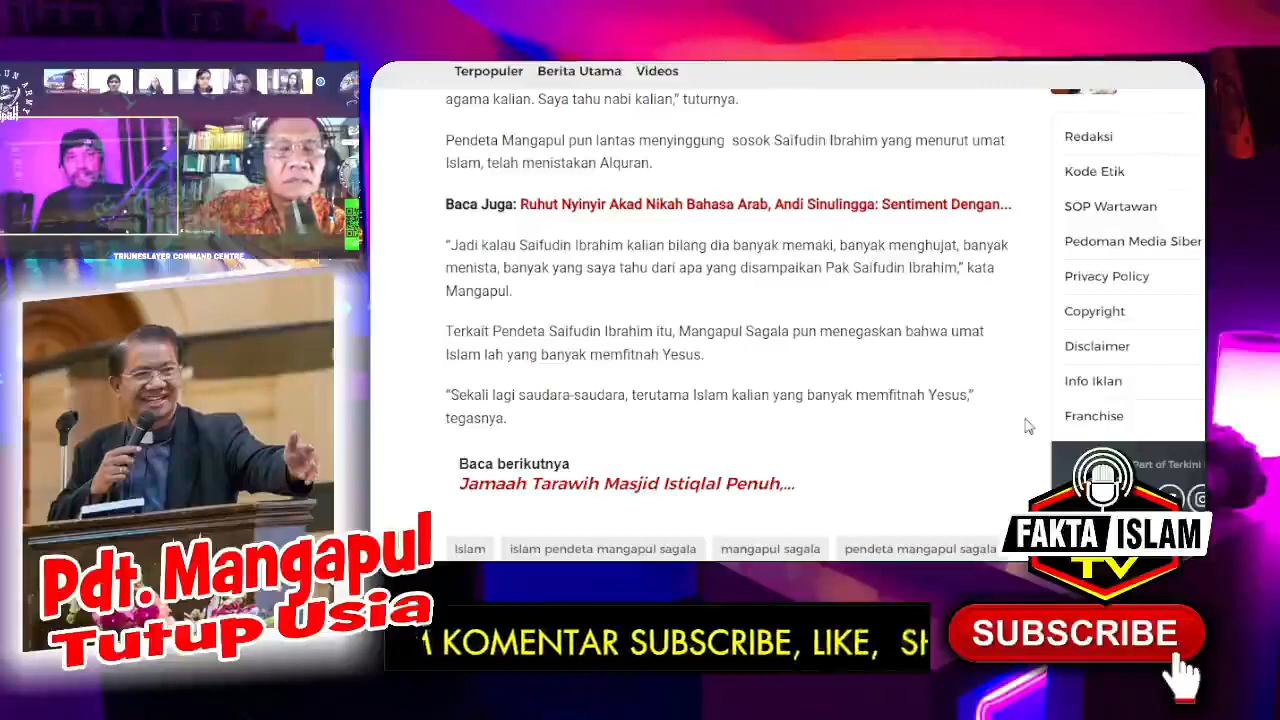 Terpopuler Berita Utama Videos
agama kalian. Saya tahu nabi kalian,” tuturnya.
Pendeta Mangapul pun lantas menyinggung sosok Saifudin Ibrahim yang menurut umat
Islam, telah menistakan Alquran.
Baca Juga: Ruhut Nyinyir Akad Nikah Bahasa Arab, Andi Sinulingga: Sentiment Dengan...
“Jadi kalau Saifudin Ibrahim kalian bilang dia banyak memaki, banyak menghujat, banyak
menista, banyak yang saya tahu dari apa yang disampaikan Pak Saifudin Ibrahim,” kata
Mangapul.
Terkait Pendeta Saifudin Ibrahim itu, Mangapul Sagala pun menegaskan bahwa umat
Islam lah yang banyak memfitnah Yesus.
“Sekali lagi saudara-saudara, terutama Islam kalian yang banyak memfitnah Yesus,”
tegasnya.
Baca berikutnya
Jamaah Tarawih Masjid Istiqlal Penuh,...
Islam islam pendeta mangapul sagala mangapul sagala pendeta mangapul sagala
Redaksi
Kode Etik
SOP Wartawan
Pedoman Media Siber
Privacy Policy
Copyright
Disclaimer
Info Iklan
Franchise
Part of Terkini
TRIUNESLAYER COMMAND CENTRE
Pdt. Mangapul
Tutup Usia
FAKTA ISLAM
TV
KOMENTAR SUBSCRIBE, LIKE,
SUBSCRIBE